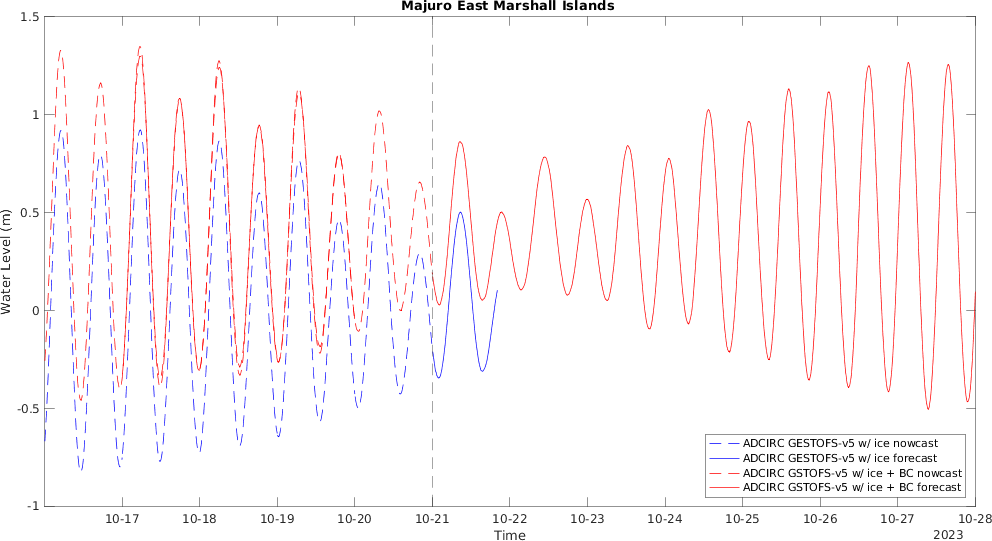 Majuro East Marshall Islands
1.5
1
0.5
0
-0.5
-1
Water Level (m)
ADCIRC GESTOFS-v5 w/ ice nowcast
ADCIRC GESTOFS-v5 w/ ice forecast
ADCIRC GSTOFS-v5 w/ ice + BC nowcast
ADCIRC GSTOFS-v5 w/ ice + BC forecast
10-17 10-18 10-19 10-20 10-21 10-22 10-23 10-24 10-25 10-26 10-27 10-28
Time
2023